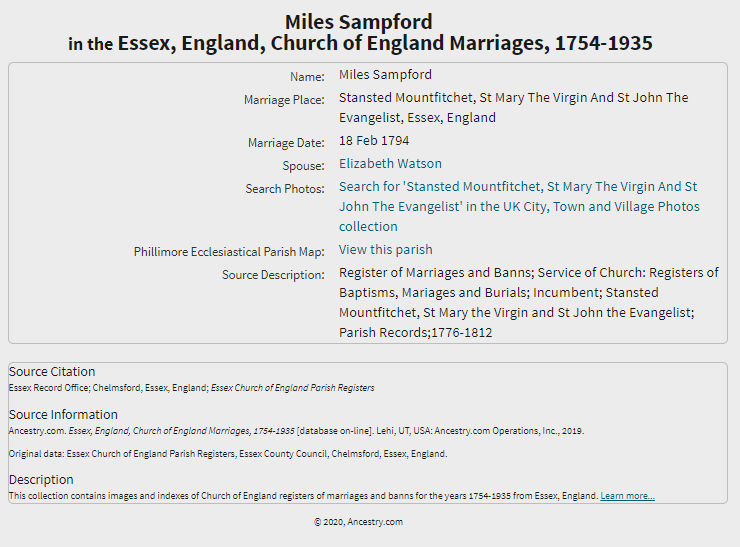 Miles Sampford
in the Essex, England, Church of England Marriages, 1754-1935
Name: Miles Sampford
Marriage Place: Stansted Mountfitchet, St Mary The Virgin And St John The
Evangelist, Essex, England
Marriage Date: 18 Feb 1794
Spouse: Elizabeth Watson
Search Photos: Search for 'Stansted Mountfitchet, St Mary The Virgin And St
John The Evangelist' in the UK City, Town and Village Photos
collection
Phillimore Ecclesiastical Parish Map: View this parish
Source Description: Register of Marriages and Banns; Service of Church: Registers of
Baptisms, Mariages and Burials; Incumbent; Stansted
Mountfitchet, St Mary the Virgin and St John the Evangelist;
Parish Records;1776-1812
Source Citation
Essex Record Office; Chelmsford, Essex, England; Essex Church of England Parish Registers
Source Information
Ancestry.com. Essex, England, Church of England Marriages, 1754-1935 [database on-line]. Lehi, UT, USA: Ancestry.com Operations, Inc., 2019.
Original data: Essex Church of England Parish Registers, Essex County Council, Chelmsford, Essex, England.
Description
This collection contains images and indexes of Church of England registers of marriages and banns for the years 1754-1935 from Essex, England. Learn more...
© 2020, Ancestry.com